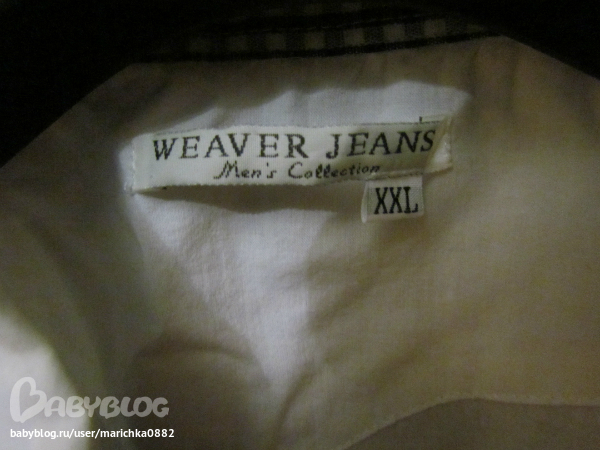 WEAVER JEANS
Men's Collection
XXL
BABYBLOG
babyblog.ru/user/marichka0882